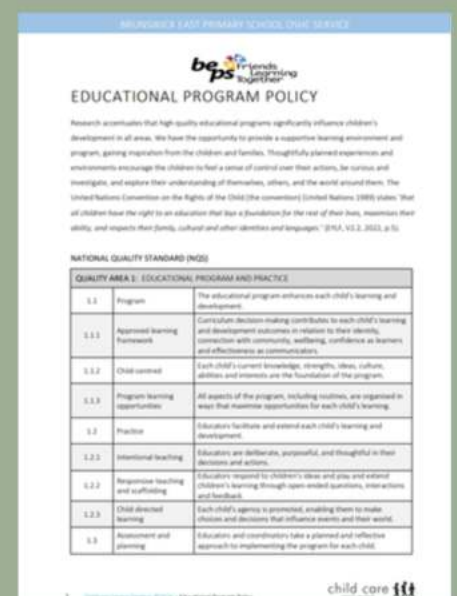 BRUNSWICK EAST PRIMARY SCHOOL OSHC SERVICE
be ps Friends Learning Together
EDUCATIONAL PROGRAM POLICY
Research accentuates that high quality educational programs significantly influence children's
development in all areas. We have the opportunity to provide a supportive learning environment and
program, gaining inspiration from the children and families. Thoughtfully planned experiences and
environments encourage the children to feel a sense of control over their actions, be curious and
investigate, and explore their understanding of themselves, others, and the world around them. The
United Nations Convention on the Rights of the Child (the convention) (United Nations 1989) states 'that
all children have the right to an education that lays a foundation for the rest of their lives, maximises their
ability, and respects their family, cultural and other identities and languages.' (EYLF, V2.2, 2022, p.5).
NATIONAL QUALITY STANDARD (NQS)
QUALITY AREA 1: EDUCATIONAL PROGRAM AND PRACTICE
1.1 Program The educational program enhances each child's learning and
development.
1.1.1 Approved learning framework Curriculum decision-making contributes to each child's learning
and development outcomes in relation to their identity,
connection with community, wellbeing, confidence as learners
and effectiveness as communicators.
1.1.2 Child-centred Each child's current knowledge, strengths, ideas, culture,
abilities and interests are the foundation of the program.
1.1.3 Program learning opportunities All aspects of the program, including routines, are organised in
ways that maximise opportunities for each child's learning.
1.2 Practice Educators facilitate and extend each child's learning and
development.
1.2.1 Intentional teaching Educators are deliberate, purposeful, and thoughtful in their
decisions and actions.
1.2.2 Responsive teaching and scaffolding Educators respond to children's ideas and play and extend
children's learning through open-ended questions, interactions
and feedback.
1.2.3 Child directed learning Each child's agency is promoted, enabling them to make
choices and decisions that influence events and their world.
1.3 Assessment and planning Educators and coordinators take a planned and reflective
approach to implementing the program for each child.
child care